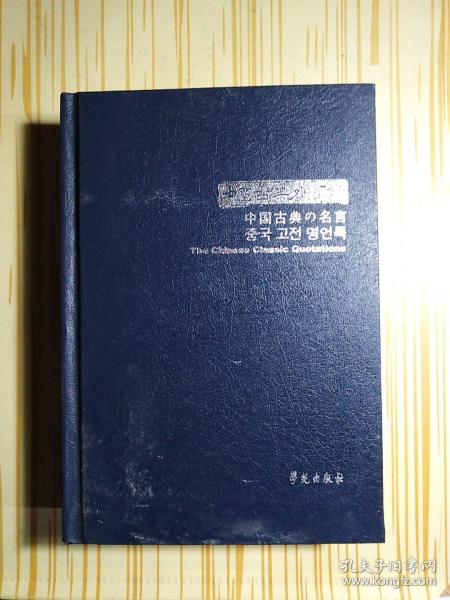 中国古典の名言
중국 고전 명언록
The Chinese Classic Quotations
學苑出版社
孔夫子旧书网
www.kongfz.com